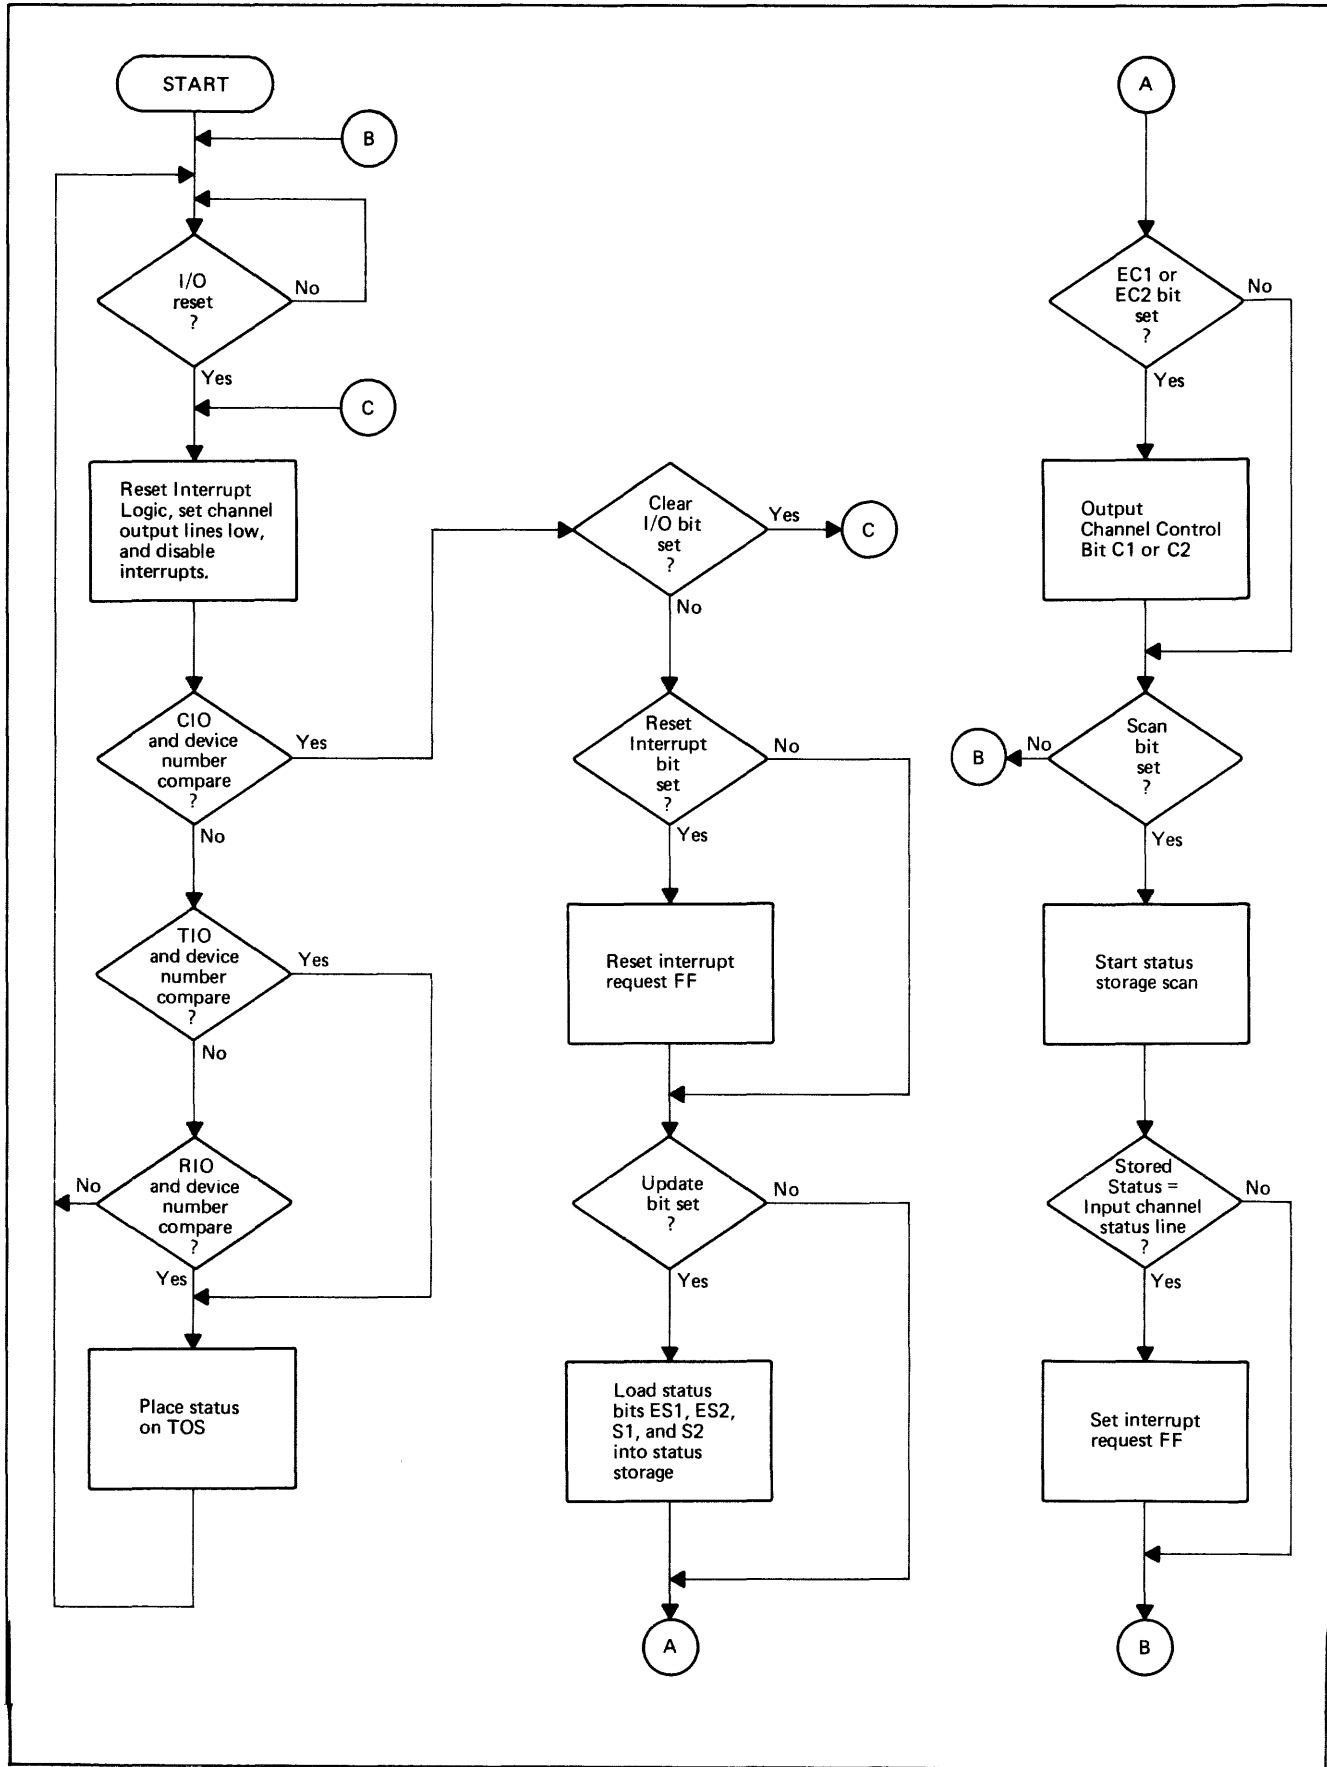 START
B
I/O
reset
?
No
Yes
C
Reset Interrupt
Logic, set channel
output lines low,
and disable
interrupts.
CIO
and device
number
compare
?
Yes
No
TIO
and device
number
compare
?
Yes
No
RIO
and device
number
compare
?
No
Yes
Place status
on TOS
Clear
I/O bit
set
?
Yes
C
No
Reset
Interrupt
bit
set
?
No
Yes
Reset interrupt
request FF
Update
bit set
?
No
Yes
Load status
bits ES1, ES2,
S1, and S2
into status
storage
A
A
EC1 or
EC2 bit
set
?
No
Yes
Output
Channel Control
Bit C1 or C2
Scan
bit
set
?
No
B
Yes
Start status
storage scan
Stored
Status =
Input channel
status line
?
No
Yes
Set interrupt
request FF
B